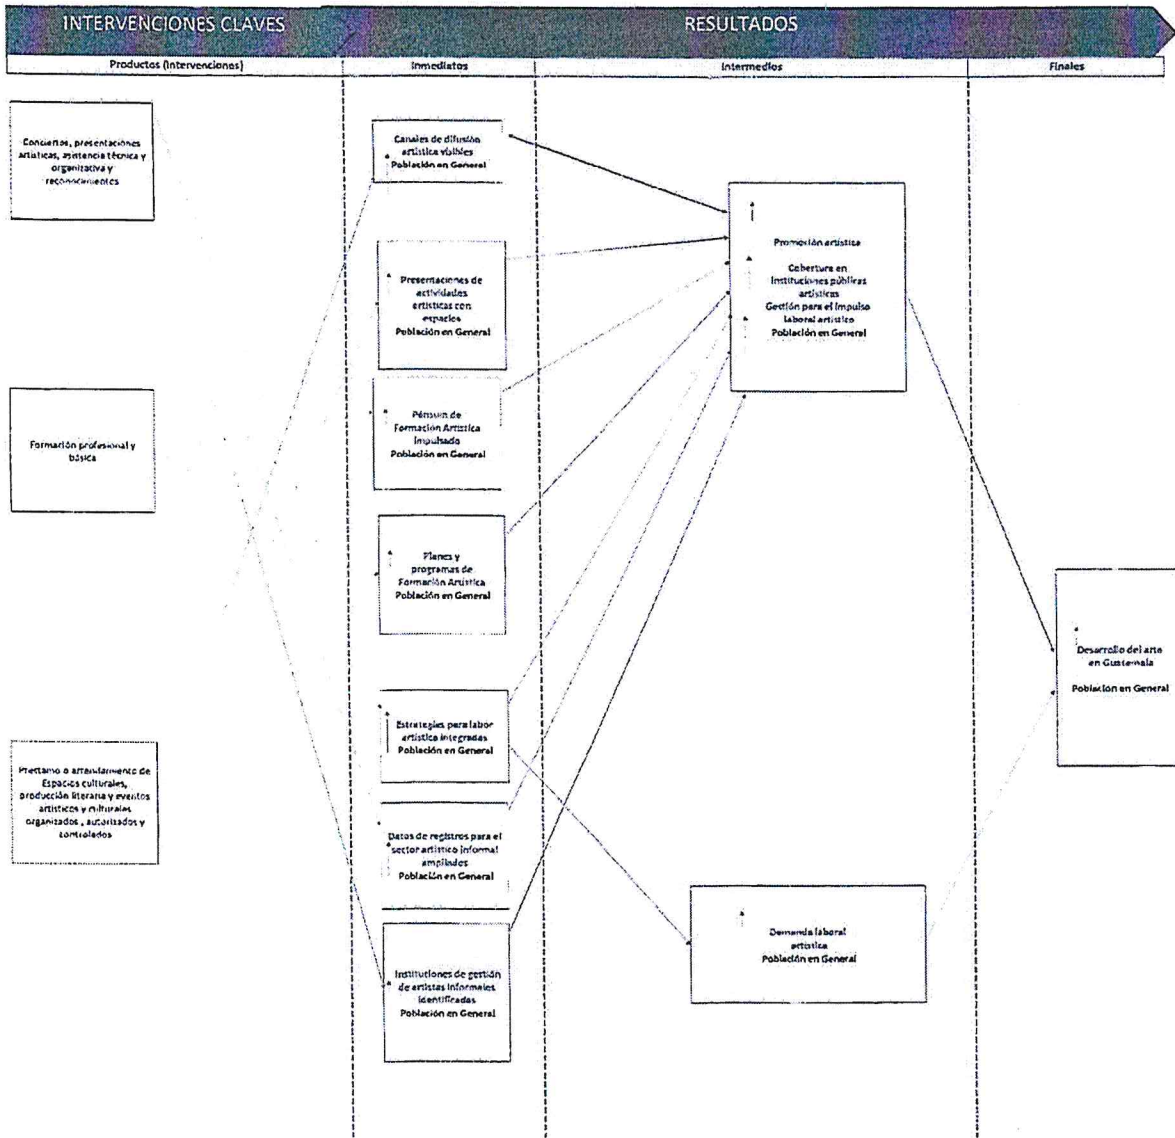 INTERVENCIONES CLAVES
RESULTADOS
Productos (Intervenciones)
Inmediatos
Intermedios
Finales
Conciertos, presentaciones
artísticas, asistencia técnica y
organizativa y
reconocimientos
Formación profesional y
básica
Prestamo o arrendamiento de
Espacios culturales,
producción literaria y eventos
artísticos y culturales
organizados , autorizados y
controlados
Canales de difusión
artística visibles
Población en General
Presentaciones de
actividades
artísticas con
espacios
Población en General
Pénsum de
Formación Artística
Impulsado
Población en General
Planes y
programas de
Formación Artística
Población en General
Estrategias para labor
artística integradas
Población en General
Datos de registros para el
sector artístico informal
ampliados
Población en General
Instituciones de gestión
de artistas informales
identificadas
Población en General
Promoción artística
Cobertura en
instituciones públicas
artísticas
Gestión para el impulso
laboral artístico
Población en General
Demanda laboral
artística
Población en General
Desarrollo del arte
en Guatemala
Población en General